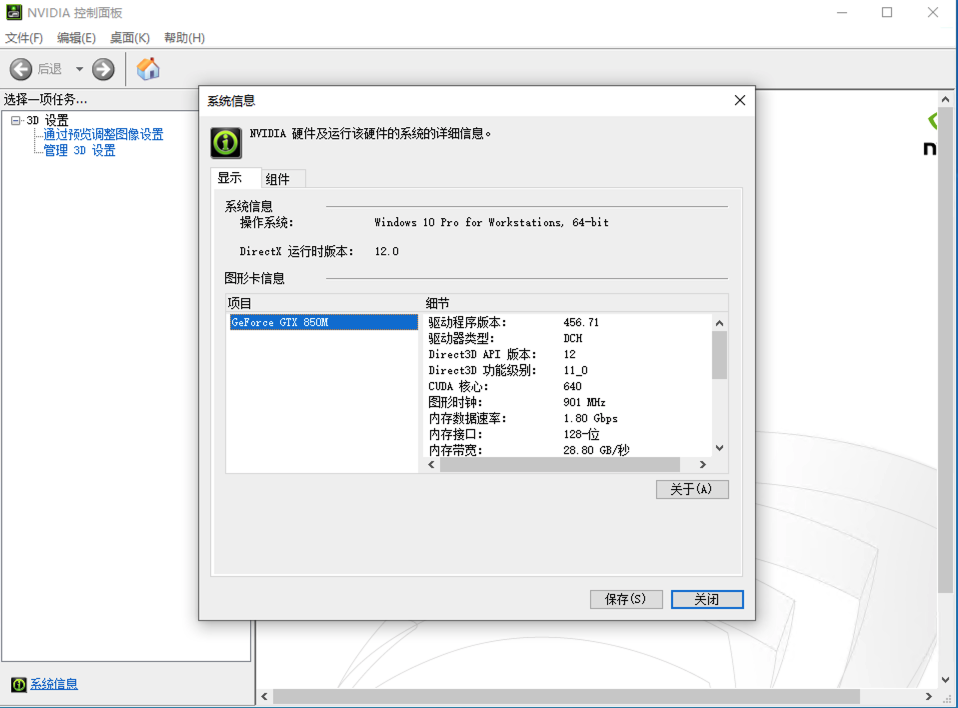 NVIDIA 控制面板
文件(F) 编辑(E) 桌面(K) 帮助(H)
后退
选择一项任务...
3D 设置
通过预览调整图像设置
管理 3D 设置
系统信息
NVIDIA 硬件及运行该硬件的系统的详细信息。
显示 组件
系统信息
操作系统: Windows 10 Pro for Workstations, 64-bit
DirectX 运行时版本: 12.0
图形卡信息
项目 细节
GeForce GTX 850M
驱动程序版本: 456.71
驱动器类型: DCH
Direct3D API 版本: 12
Direct3D 功能级别: 11_0
CUDA 核心: 640
图形时钟: 901 MHz
内存数据速率: 1.80 Gbps
内存接口: 128-位
内存带宽: 28.80 GB/秒
关于(A)
保存(S) 关闭
系统信息
n